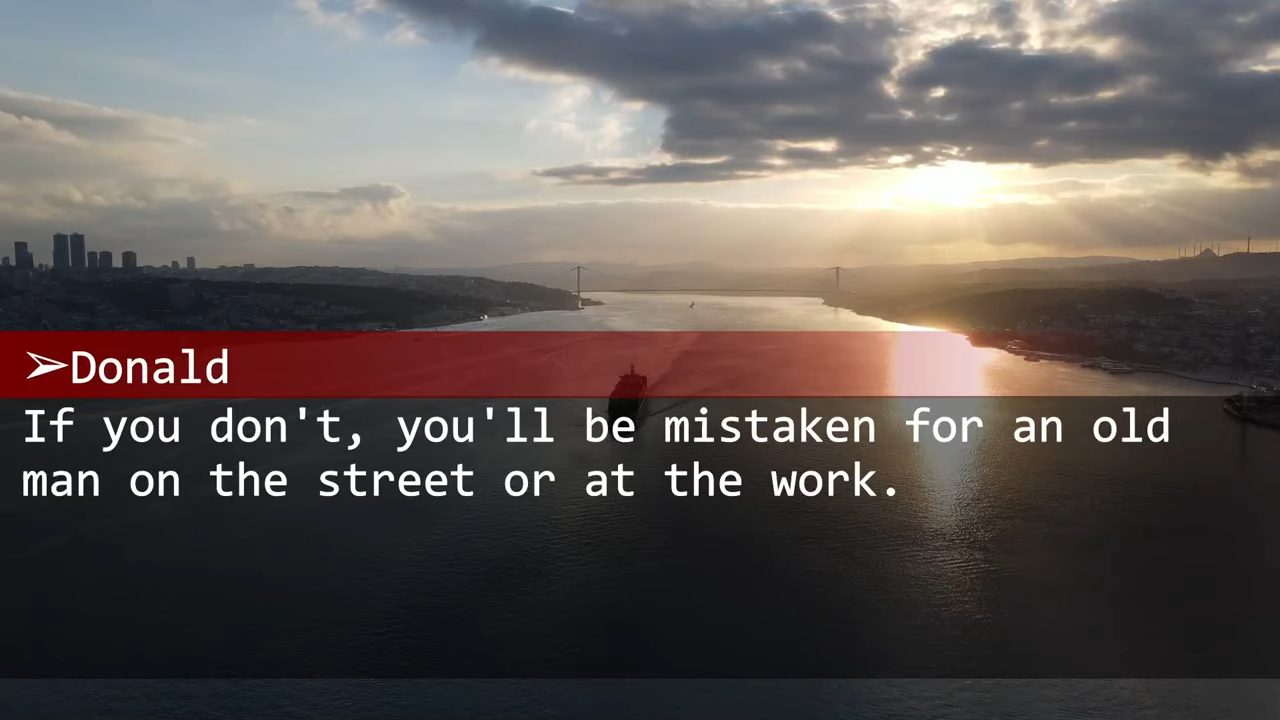 ➢Donald
If you don't, you'll be mistaken for an old
man on the street or at the work.